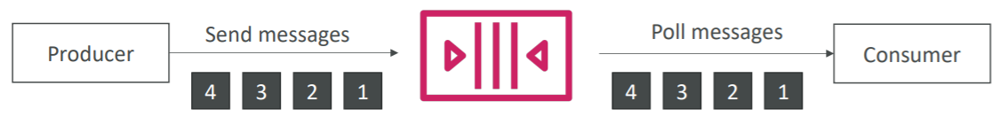 Producer
Send messages
4 3 2 1
Poll messages
4 3 2 1
Consumer